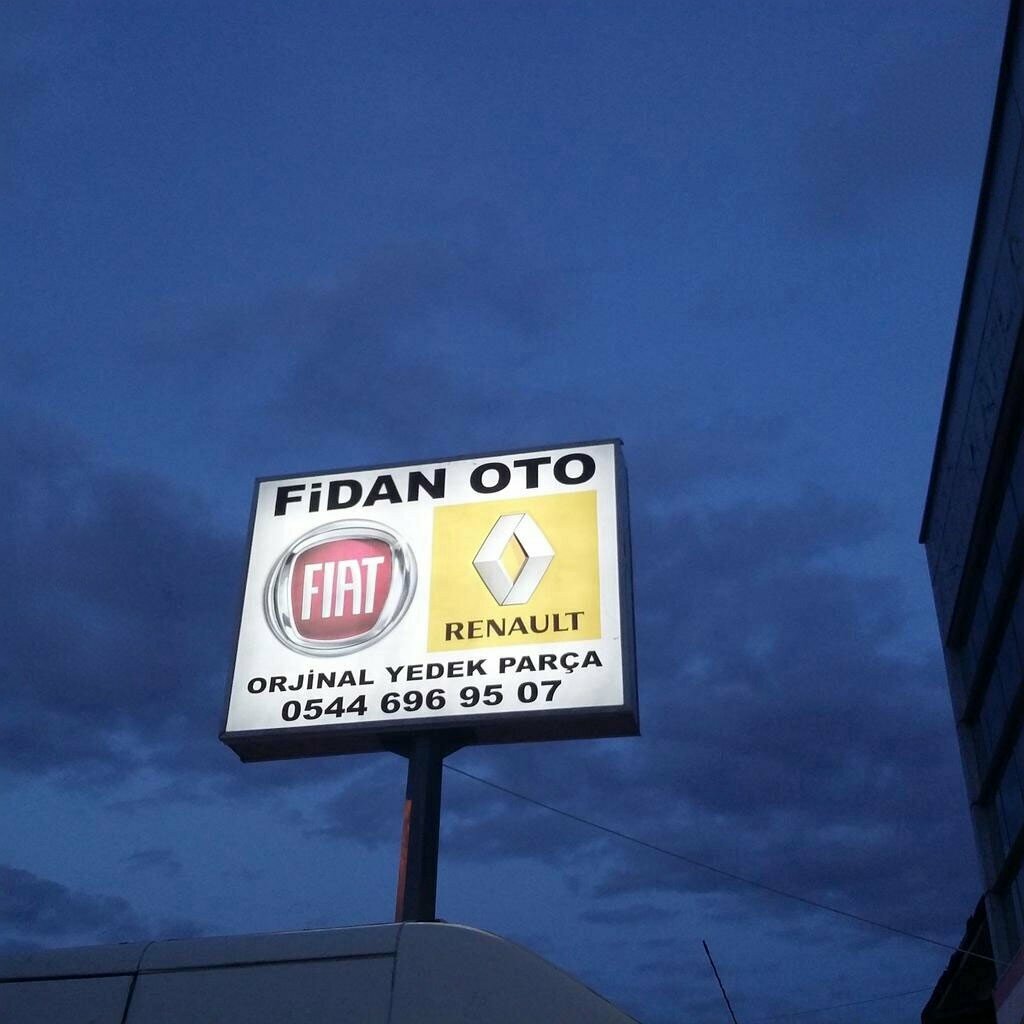 FiDAN OTO
FIAT
RENAULT
ORJİNAL YEDEK PARÇA
0544 696 95 07